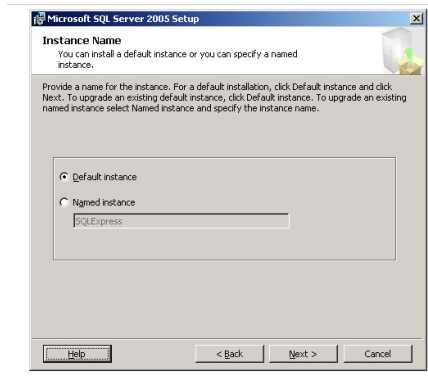 Microsoft SQL Server 2005 Setup
Instance Name
You can install a default instance or you can specify a named
instance.
Provide a name for the instance. For a default installation, click Default instance and click
Next. To upgrade an existing default instance, click Default instance. To upgrade an existing
named instance select Named instance and specify the instance name.
Default instance
Named instance
SQLExpress
Help
< Back
Next >
Cancel